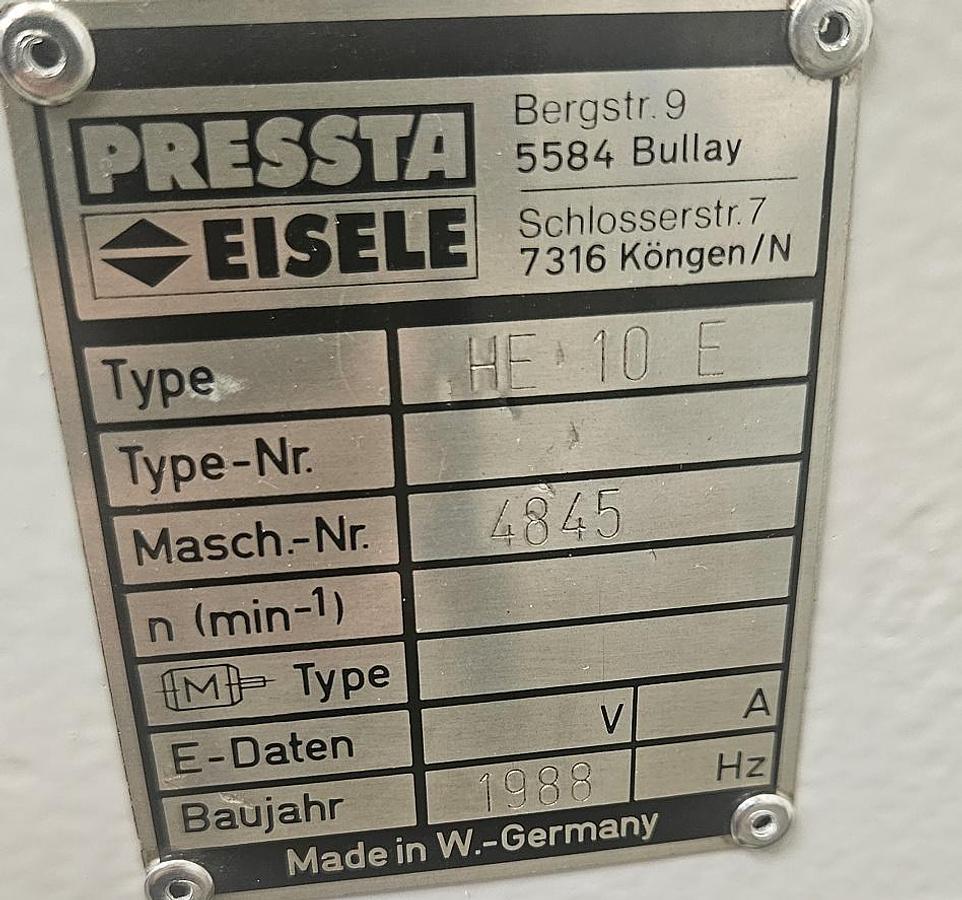 PRESSTA
EISELE
Bergstr. 9
5584 Bullay
Schlosserstr. 7
7316 Köngen/N
Type HE 10 E
Type-Nr.
Masch.-Nr. 4845
n (min-1)
M Type
E-Daten V A
Baujahr 1988 Hz
Made in W.-Germany